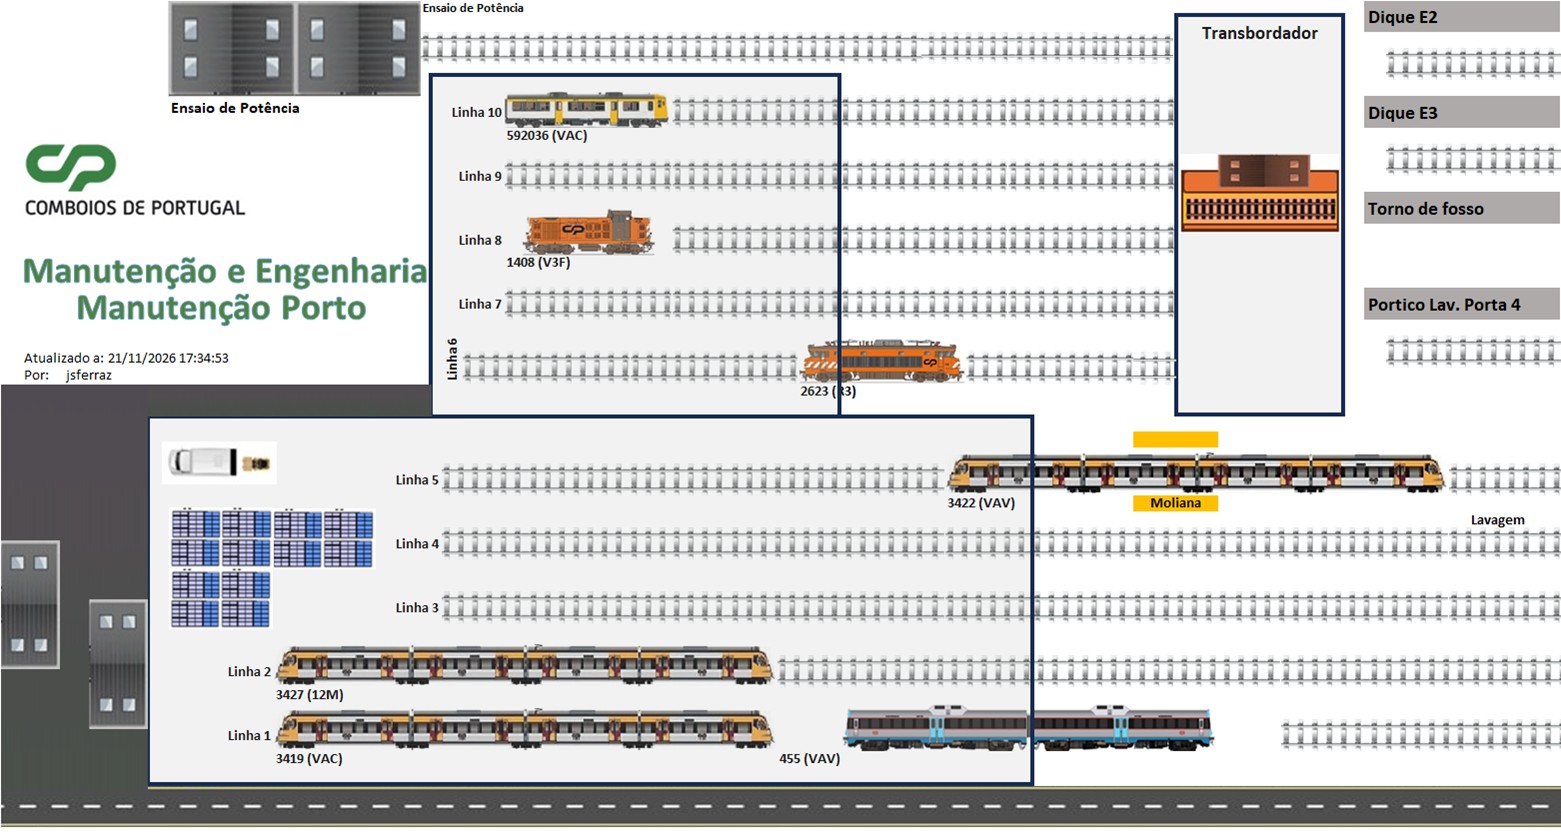 Ensaio de Potência
Ensaio de Potência
Transbordador
Dique E2
Dique E3
Torno de fosso
Portico Lav. Porta 4
CP
COMBOIOS DE PORTUGAL
Manutenção e Engenharia
Manutenção Porto
Atualizado a: 21/11/2026 17:34:53
Por: jsferraz
Linha 10
592036 (VAC)
Linha 9
Linha 8
1408 (V3F)
Linha 7
Linha 6
2623 (R3)
Linha 5
3422 (VAV)
Moliana
Lavagem
Linha 4
Linha 3
Linha 2
3427 (12M)
Linha 1
3419 (VAC)
455 (VAV)